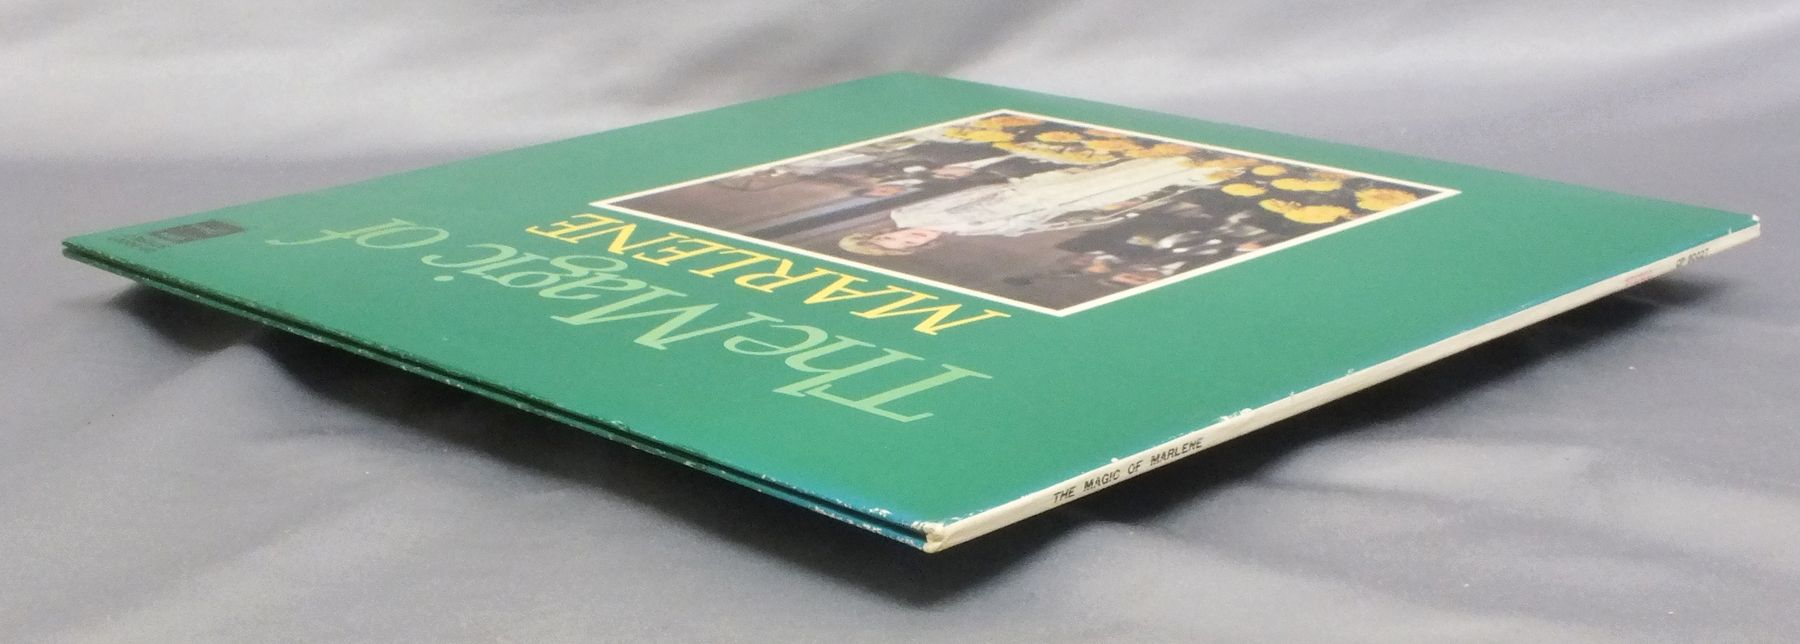 The Magic of
MARLENE
THE MAGIC OF MARLENE